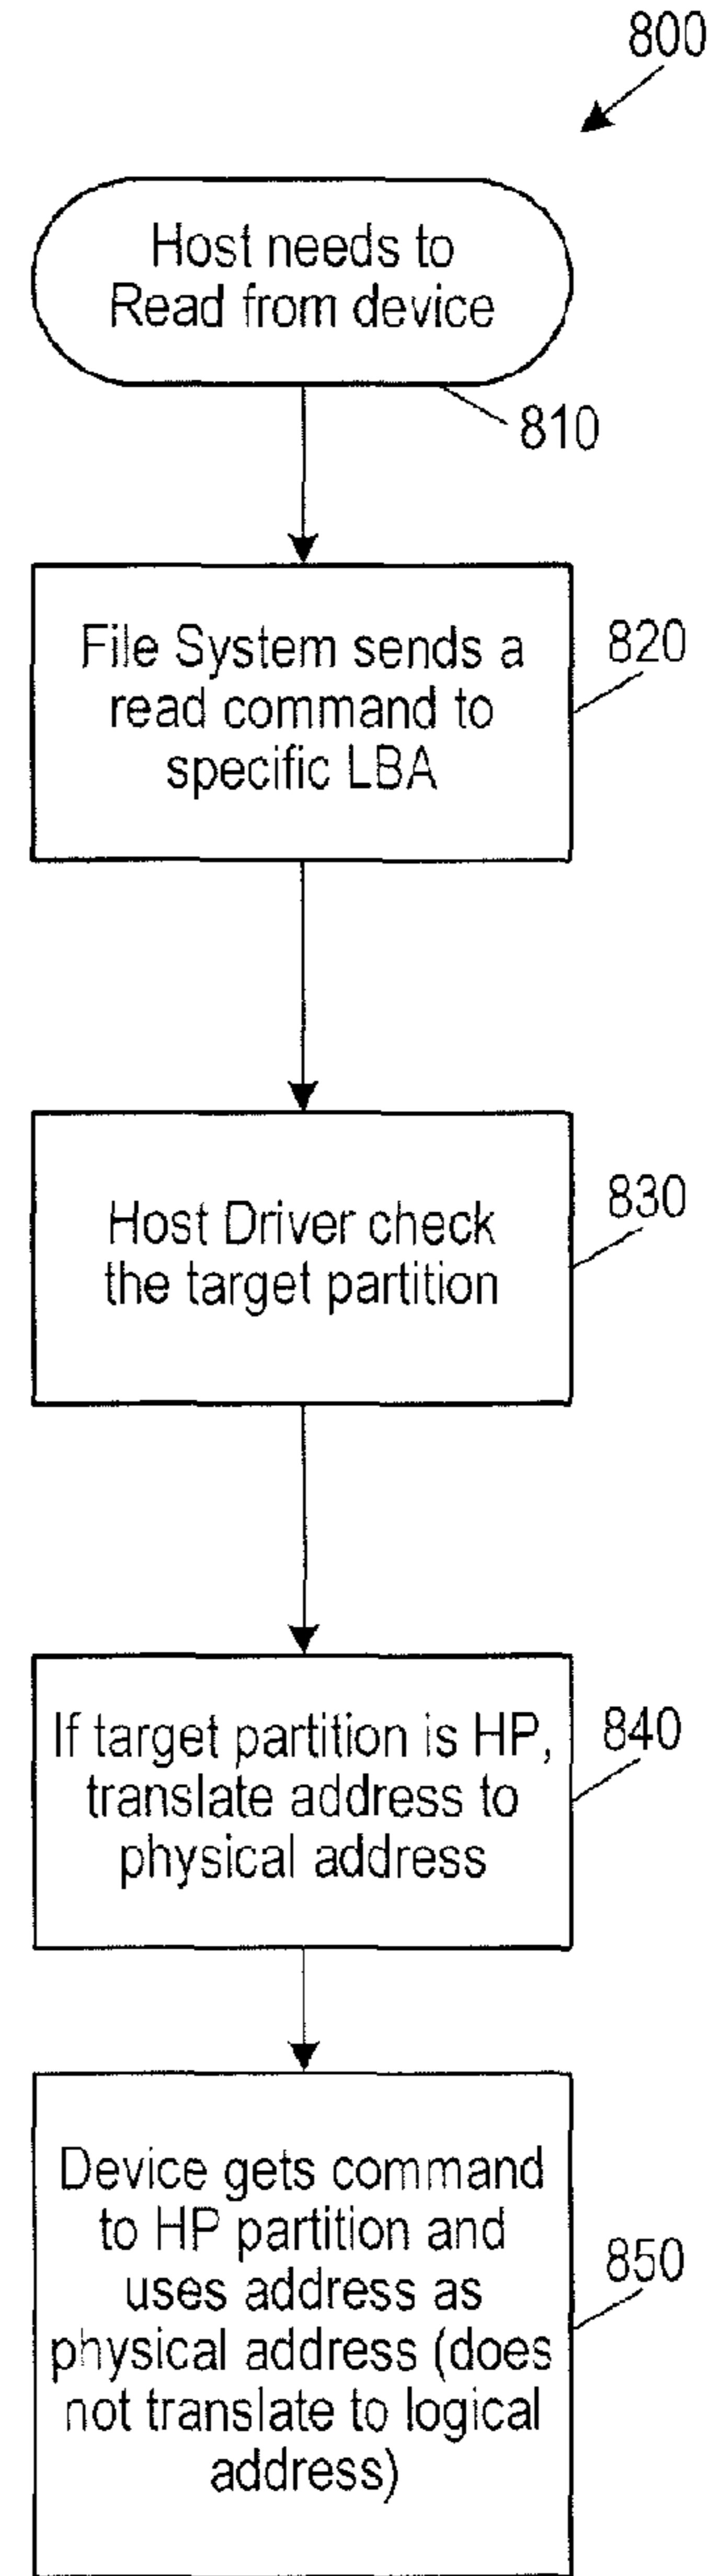 800
Host needs to
Read from device
810
File System sends a
read command to
specific LBA
820
Host Driver check
the target partition
830
If target partition is HP,
translate address to
physical address
840
Device gets command
to HP partition and
uses address as
physical address (does
not translate to logical
address)
850